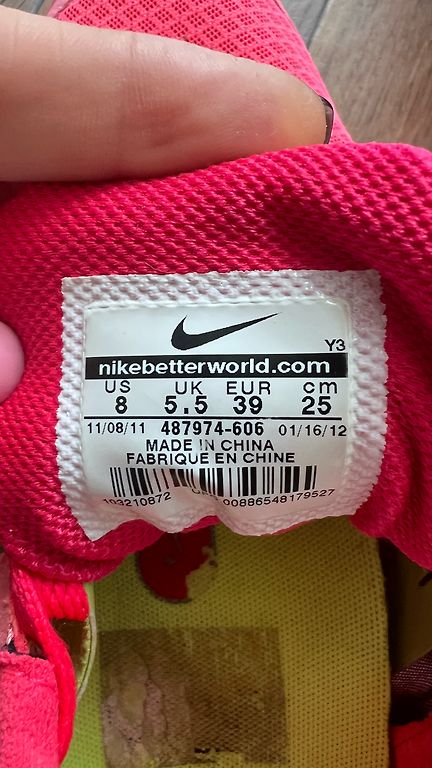 Y3
nikebetterworld.com
US UK EUR cm
8 5.5 39 25
11/08/11 487974-606 01/16/12
MADE IN CHINA
FABRIQUE EN CHINE
103210872 00886548179527